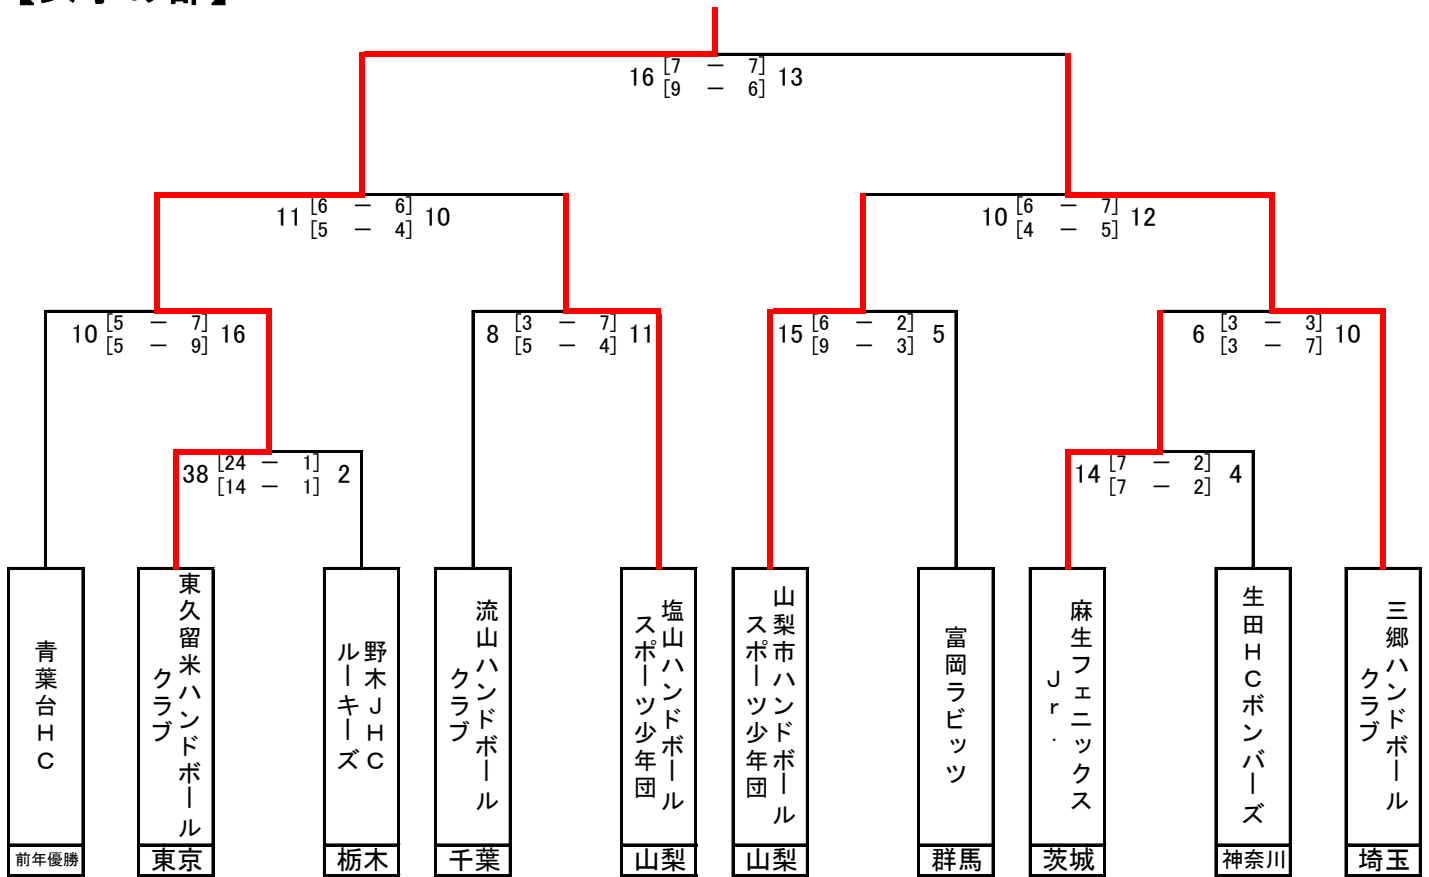 の部】
16 [7 － 7] 13
[9 － 6]
11 [6 － 6] 10
[5 － 4]
10 [6 － 7] 12
[4 － 5]
10 [5 － 7] 16
[5 － 9]
8 [3 － 7] 11
[5 － 4]
15 [6 － 2] 5
[9 － 3]
6 [3 － 3] 10
[3 － 7]
38 [24 － 1] 2
[14 － 1]
14 [7 － 2] 4
[7 － 2]
青葉台ＨＣ
前年優勝
東久留米ハンドボール
クラブ
東京
野木ＪＨＣ
ルーキーズ
栃木
流山ハンドボール
クラブ
千葉
塩山ハンドボール
スポーツ少年団
山梨
山梨市ハンドボール
スポーツ少年団
山梨
富岡ラビッツ
群馬
麻生フェニックス
Ｊｒ．
茨城
生田ＨＣボンバーズ
神奈川
三郷ハンドボール
クラブ
埼玉